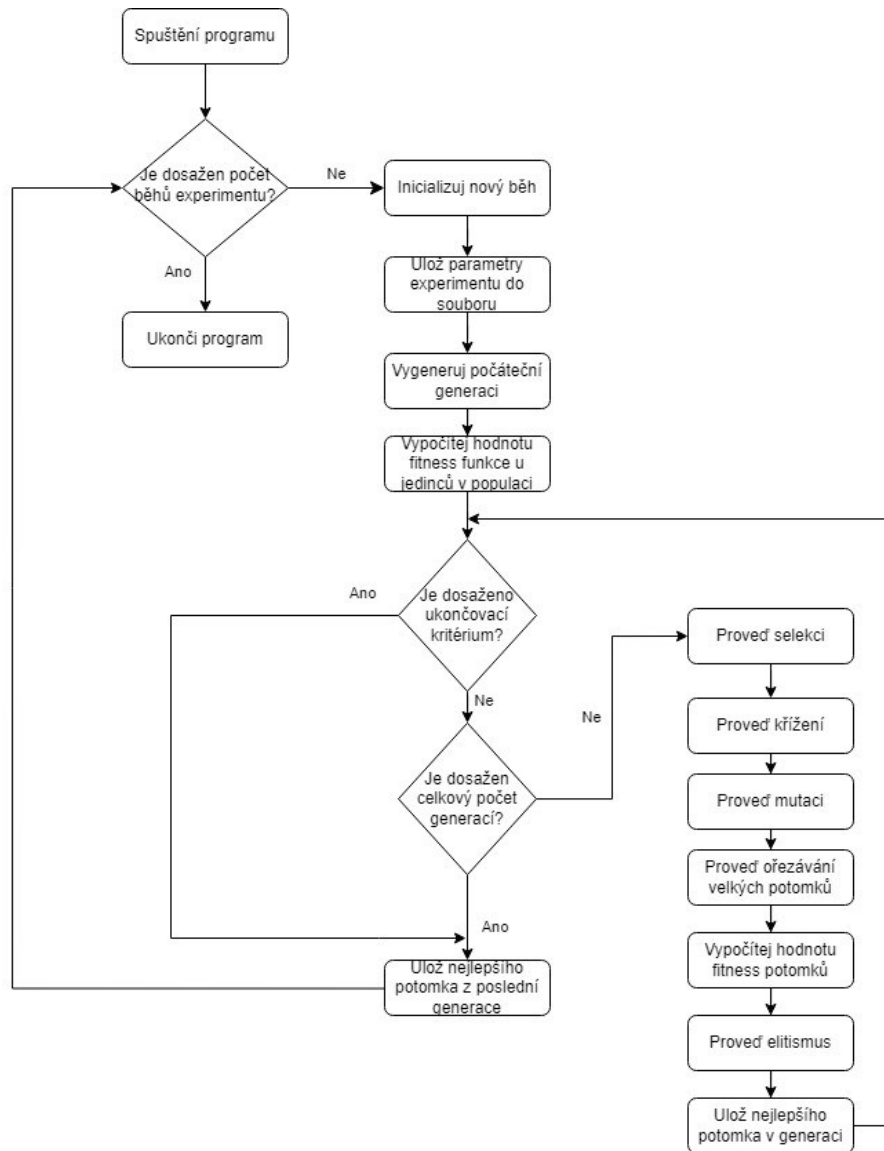 Spuštění programu
Je dosažen počet
běhů experimentu?
Ne
Inicializuj nový běh
Ulož parametry
experimentu do
souboru
Ano
Ukonči program
Vygeneruj počáteční
generaci
Vypočítej hodnotu
fitness funkce u
jedinců v populaci
Ano
Je dosaženo
ukončovací
kritérium?
Ne
Je dosažen
celkový počet
generací?
Ne
Ano
Ulož nejlepšího
potomka z poslední
generace
Proveď selekci
Proveď křížení
Proveď mutaci
Proveď ořezávání
velkých potomků
Vypočítej hodnotu
fitness potomků
Proveď elitismus
Ulož nejlepšího
potomka v generaci